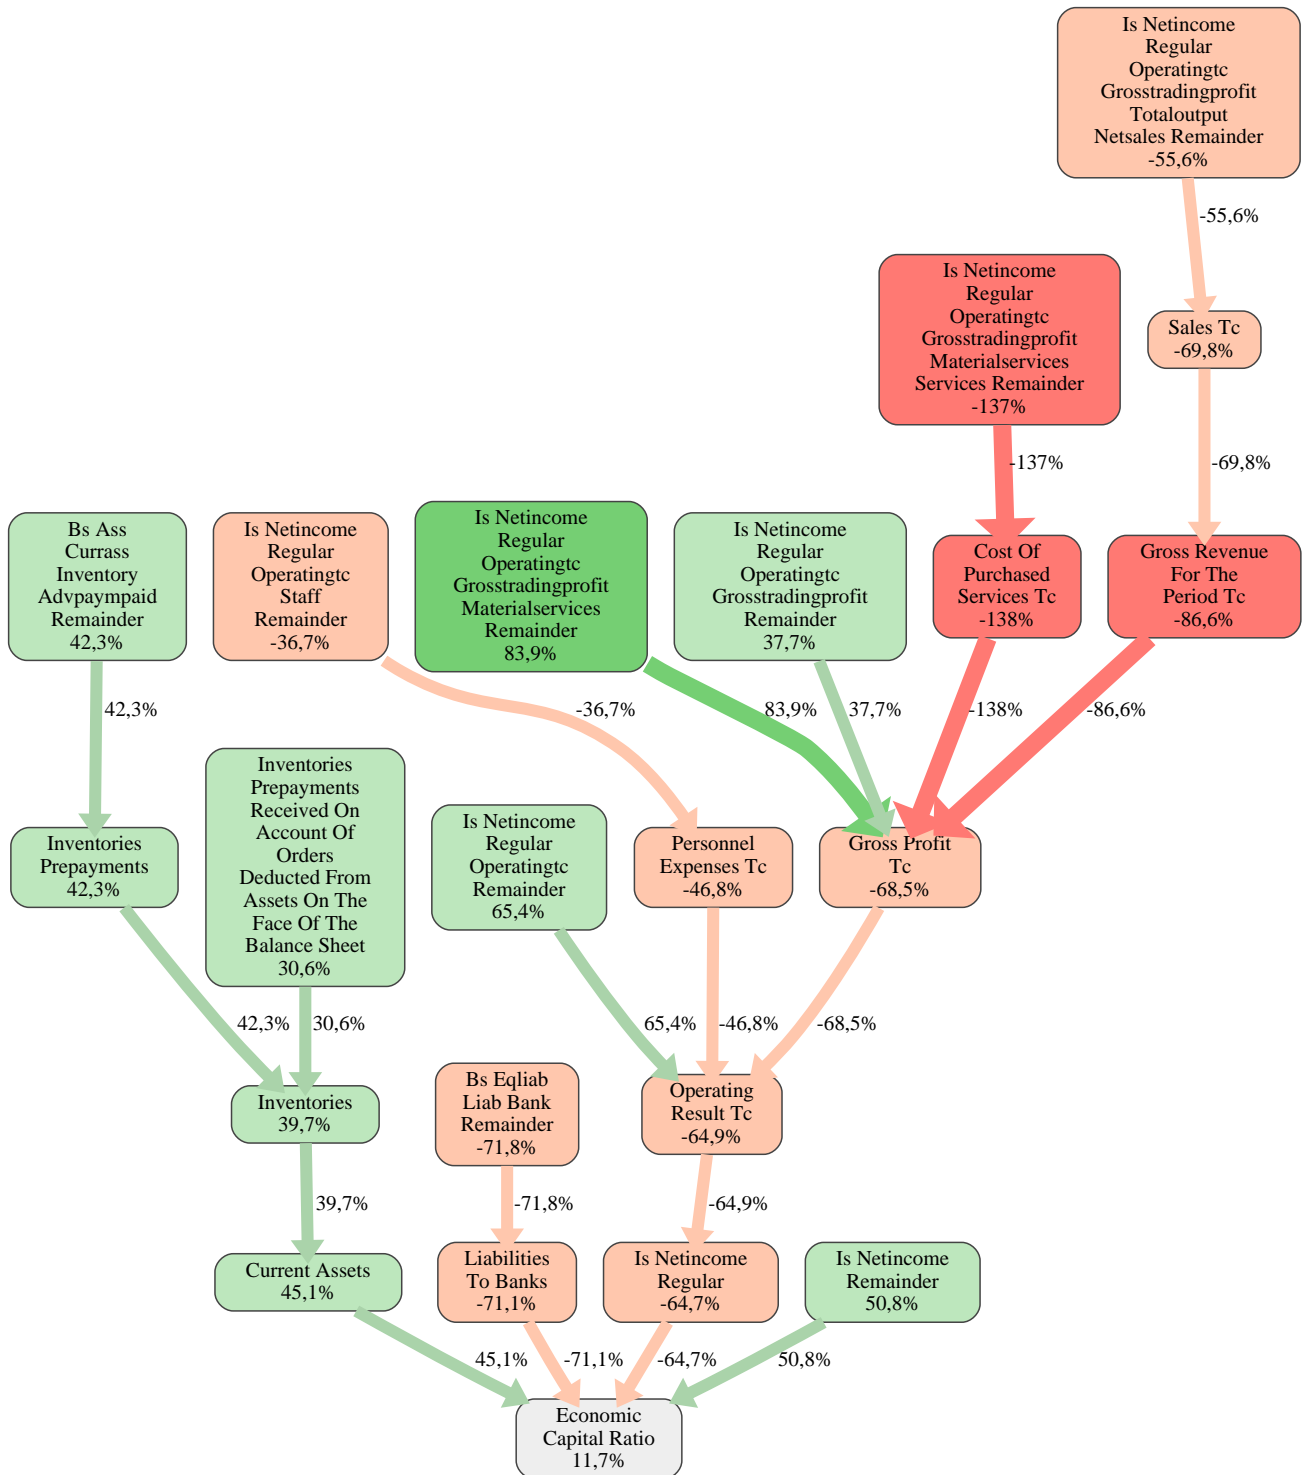 Is Netincome
Regular
Operatingtc
Grosstradingprofit
Totaloutput
Netsales Remainder
-55,6%
-55,6%
Is Netincome
Regular
Operatingtc
Grosstradingprofit
Materialservices
Services Remainder
-137%
Sales Tc
-69,8%
-137%
-69,8%
Bs Ass
Currass
Inventory
Advpaympaid
Remainder
42,3%
Is Netincome
Regular
Operatingtc
Staff
Remainder
-36,7%
Is Netincome
Regular
Operatingtc
Grosstradingprofit
Materialservices
Remainder
83,9%
Is Netincome
Regular
Operatingtc
Grosstradingprofit
Remainder
37,7%
Cost Of
Purchased
Services Tc
-138%
Gross Revenue
For The
Period Tc
-86,6%
42,3%
-36,7%
83,9%
37,7%
-138%
-86,6%
Inventories
Prepayments
42,3%
Inventories
Prepayments
Received On
Account Of
Orders
Deducted From
Assets On The
Face Of The
Balance Sheet
30,6%
Is Netincome
Regular
Operatingtc
Remainder
65,4%
Personnel
Expenses Tc
-46,8%
Gross Profit
Tc
-68,5%
42,3%
30,6%
65,4%
-46,8%
-68,5%
Inventories
39,7%
Bs Eqliab
Liab Bank
Remainder
-71,8%
Operating
Result Tc
-64,9%
39,7%
-71,8%
-64,9%
Current Assets
45,1%
Liabilities
To Banks
-71,1%
Is Netincome
Regular
-64,7%
Is Netincome
Remainder
50,8%
45,1%
-71,1%
-64,7%
50,8%
Economic
Capital Ratio
11,7%